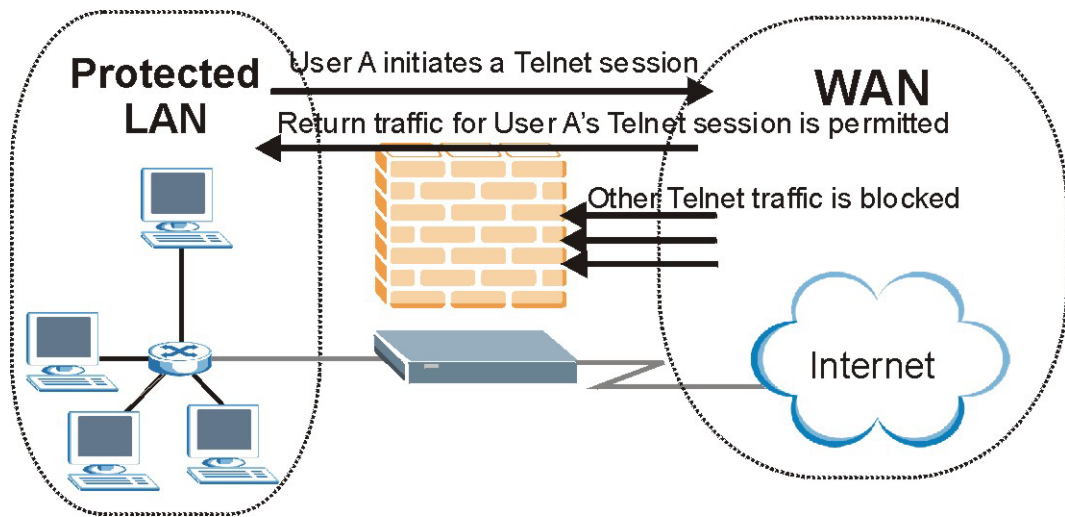 Protected
LAN
User A initiates a Telnet session
WAN
Return traffic for User A's Telnet session is permitted
Other Telnet traffic is blocked
Internet